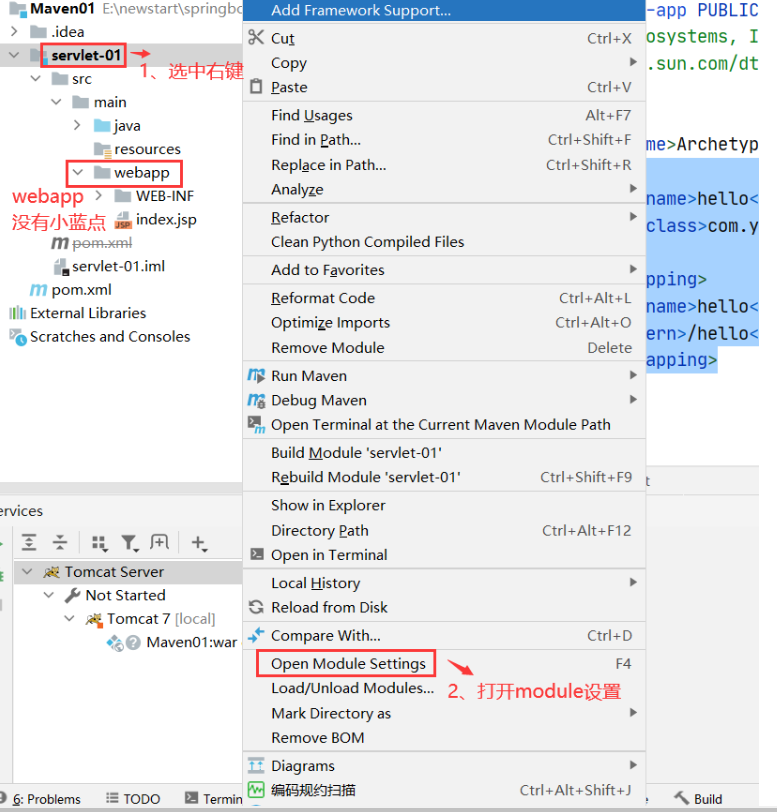 Maven01 E:\newstart\springbo
.idea
servlet-01
1、选中右键
src
main
java
resources
webapp
webapp
没有小蓝点
WEB-INF
index.jsp
pom.xml
servlet-01.iml
pom.xml
External Libraries
Scratches and Consoles
Add Framework Support...
Cut Ctrl+X
Copy
Paste Ctrl+V
Find Usages Alt+F7
Find in Path... Ctrl+Shift+F
Replace in Path... Ctrl+Shift+R
Analyze
Refactor
Clean Python Compiled Files
Add to Favorites
Reformat Code Ctrl+Alt+L
Optimize Imports Ctrl+Alt+O
Remove Module Delete
Run Maven
Debug Maven
Open Terminal at the Current Maven Module Path
Build Module 'servlet-01'
Rebuild Module 'servlet-01' Ctrl+Shift+F9
Show in Explorer
Directory Path Ctrl+Alt+F12
Open in Terminal
Local History
Reload from Disk
Compare With... Ctrl+D
Open Module Settings F4
2、打开module设置
Load/Unload Modules...
Mark Directory as
Remove BOM
Diagrams
编码规约扫描 Ctrl+Alt+Shift+J
-app PUBLIC
osystems, I
.sun.com/dt
me>Archetyp
name>hello<
class>com.y
pping>
name>hello<
ern>/hello<
apping>
ervices
Tomcat Server
Not Started
Tomcat 7 [local]
Maven01:war
6: Problems
TODO
Termin
Build